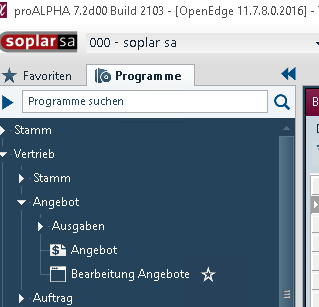 proALPHA 7.2d00 Build 2103 - [OpenEdge 11.7.8.0.2016] -
soplar sa 000 - soplar sa
Favoriten Programme
Programme suchen
Stamm
Vertrieb
Stamm
Angebot
Ausgaben
Angebot
Bearbeitung Angebote
Auftrag